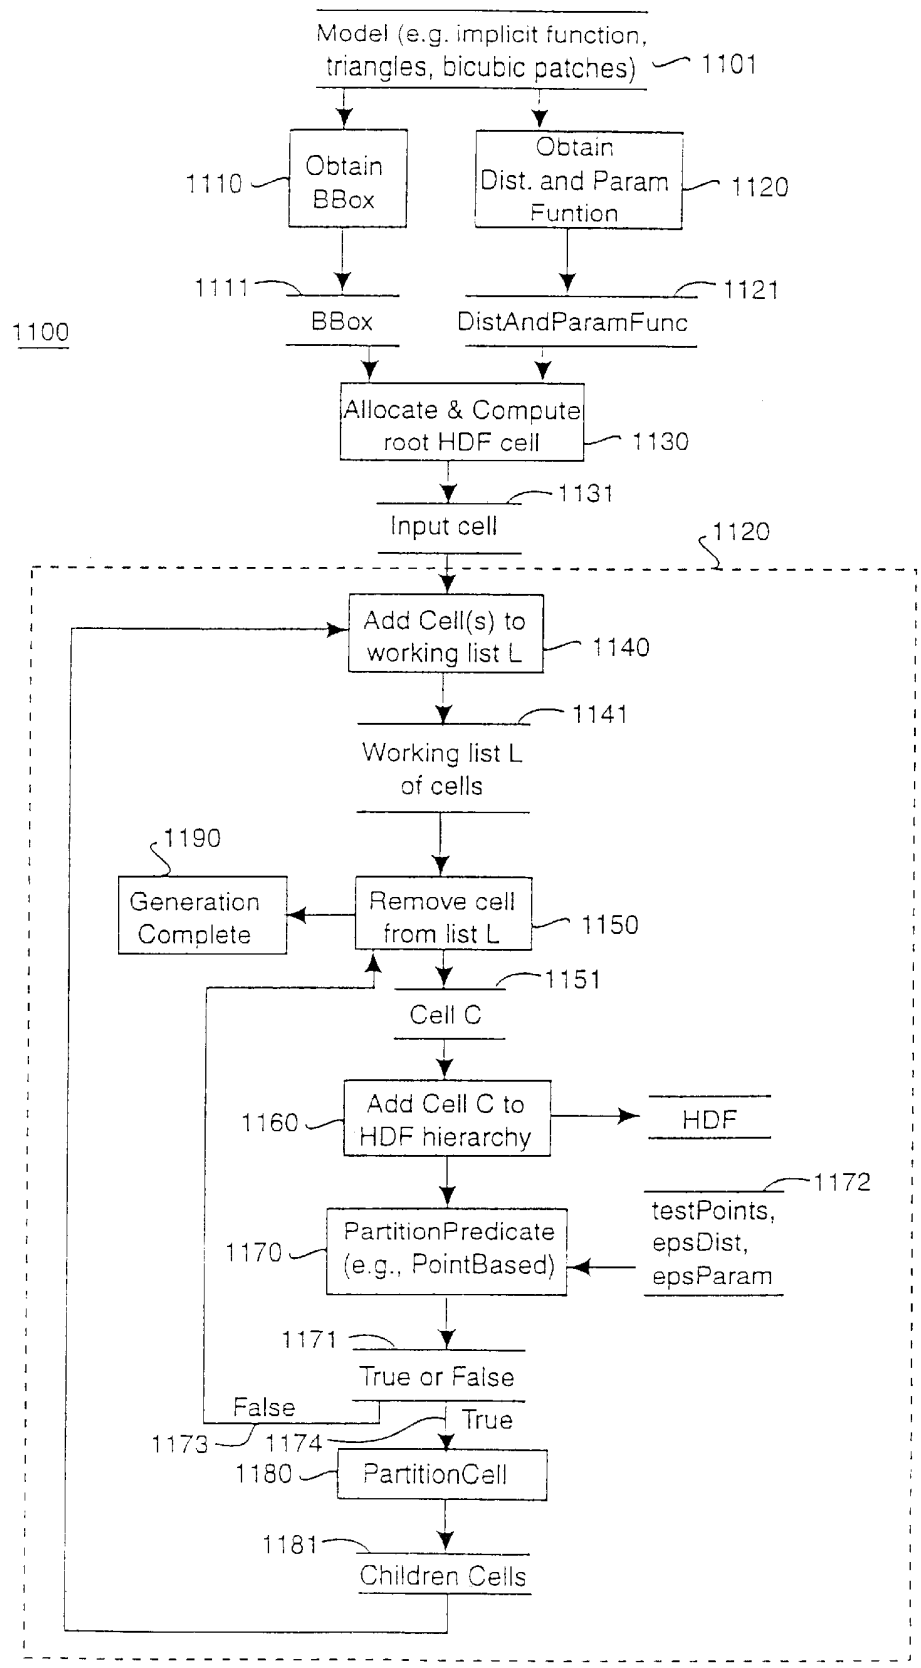 Model (e.g. implicit function,
triangles, bicubic patches)
1101
1110
Obtain
BBox
Obtain
Dist. and Param
Funtion
1120
1111
1121
1100
BBox
DistAndParamFunc
Allocate & Compute
root HDF cell
1130
1131
Input cell
1120
Add Cell(s) to
working list L
1140
1141
Working list L
of cells
1190
Generation
Complete
Remove cell
from list L
1150
1151
Cell C
1160
Add Cell C to
HDF hierarchy
HDF
1172
testPoints,
epsDist,
epsParam
1170
PartitionPredicate
(e.g., PointBased)
1171
True or False
False
1173
1174
True
1180
PartitionCell
1181
Children Cells